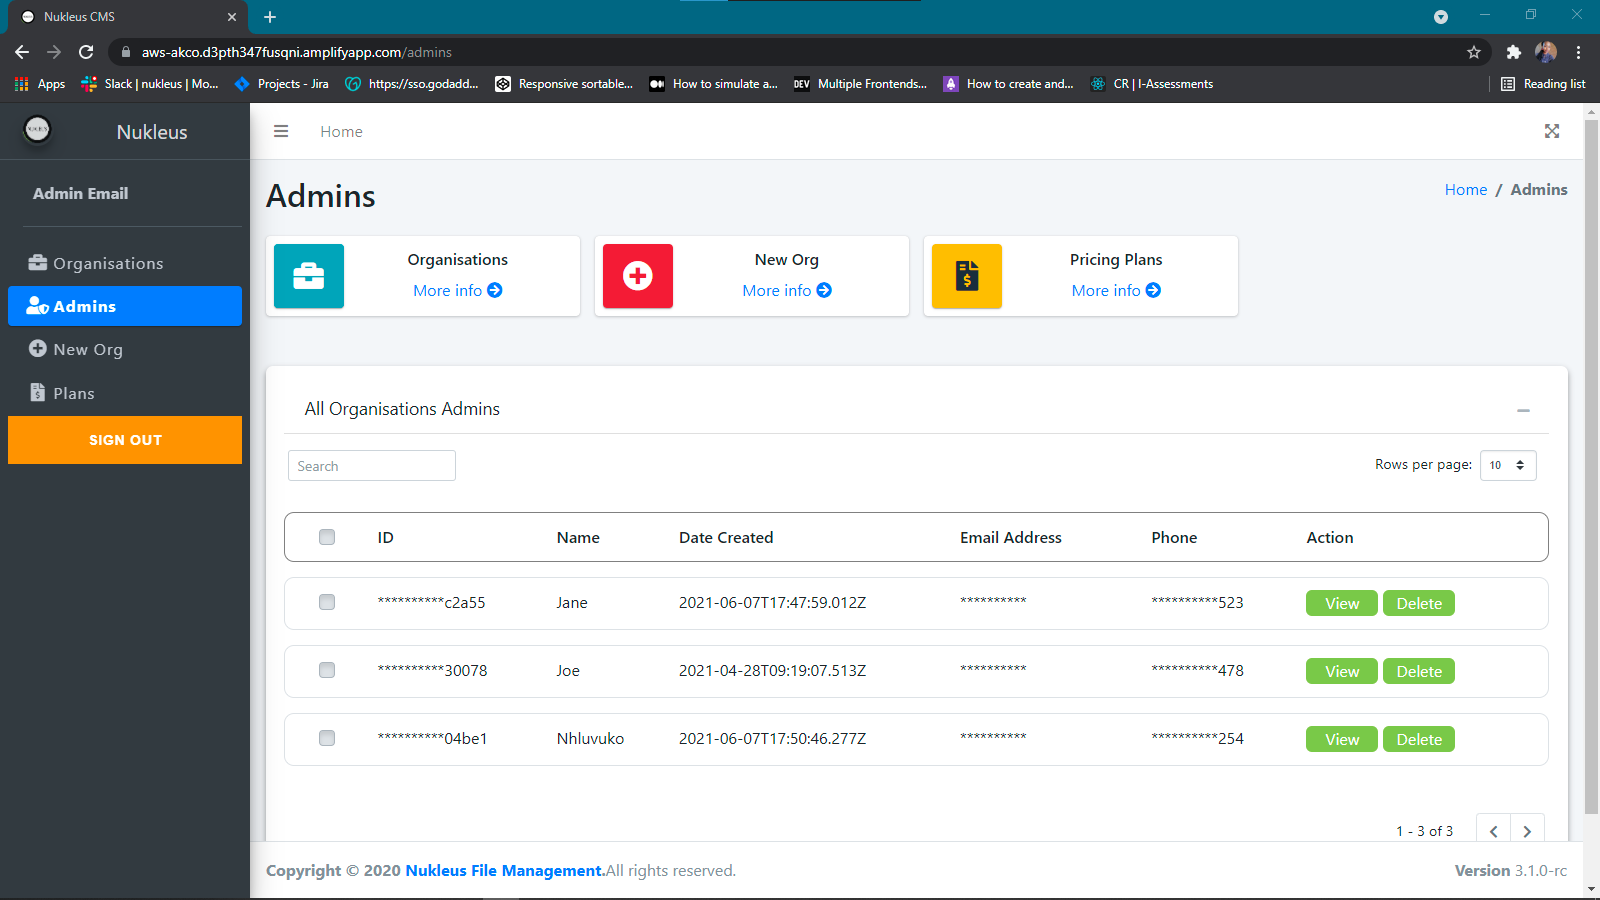 Nukleus CMS
aws-akco.d3pth347fusqni.amplifyapp.com/admins
Apps
Slack | nukleus | Mo...
Projects - Jira
https://sso.godadd...
Responsive sortable...
How to simulate a...
DEV
Multiple Frontends...
How to create and...
CR | I-Assessments
Reading list
Nukleus
Home
Admin Email
Organisations
Admins
New Org
Plans
SIGN OUT
Admins
Home / Admins
Organisations
More info
New Org
More info
Pricing Plans
More info
All Organisations Admins
Search
Rows per page: 10
ID Name Date Created Email Address Phone Action
**********c2a55 Jane 2021-06-07T17:47:59.012Z ********** **********523 View Delete
**********30078 Joe 2021-04-28T09:19:07.513Z ********** **********478 View Delete
**********04be1 Nhluvuko 2021-06-07T17:50:46.277Z ********** **********254 View Delete
1 - 3 of 3
Copyright © 2020 Nukleus File Management.All rights reserved.
Version 3.1.0-rc